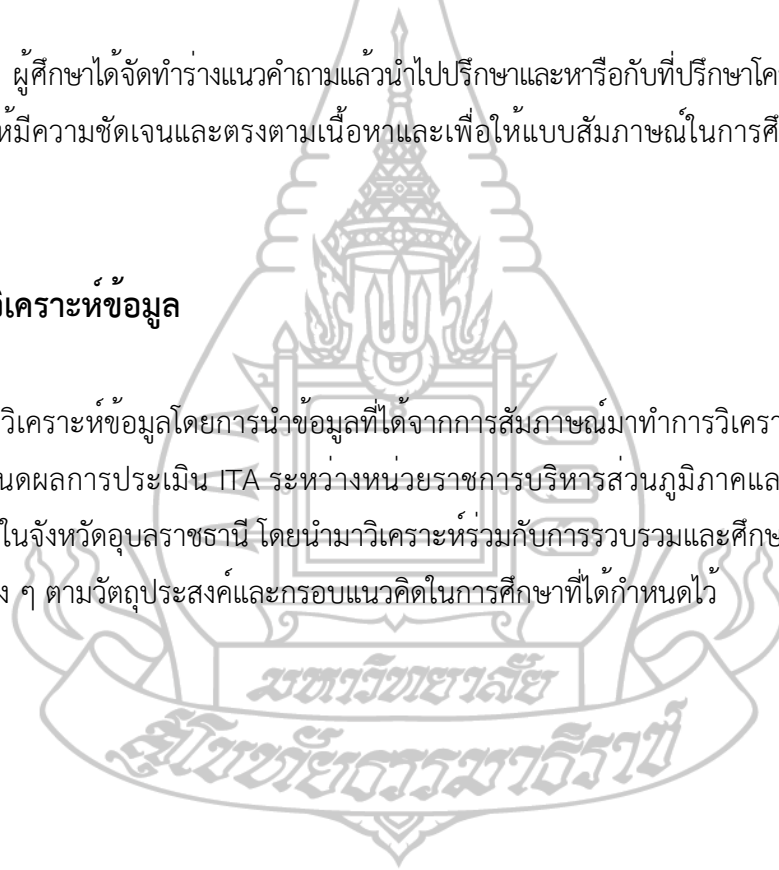 ผู้ศึกษาได้จัดทำร่างแนวคำถามแล้วนำไปปรึกษาและหารือกับที่ปรึกษาโค
ห้มีความชัดเจนและตรงตามเนื้อหาและเพื่อให้แบบสัมภาษณ์ในการศึ
วิเคราะห์ข้อมูล
วิเคราะห์ข้อมูลโดยการนำข้อมูลที่ได้จากการสัมภาษณ์มาทำการวิเครา
นดผลการประเมิน ITA ระหว่างหน่วยราชการบริหารส่วนภูมิภาคและ
ในจังหวัดอุบลราชธานี โดยนำมาวิเคราะห์ร่วมกับการรวบรวมและศึกษ
ง ๆ ตามวัตถุประสงค์และกรอบแนวคิดในการศึกษาที่ได้กำหนดไว้
มหาวิทยาลัย
สุโขทัยธรรมาธิราช